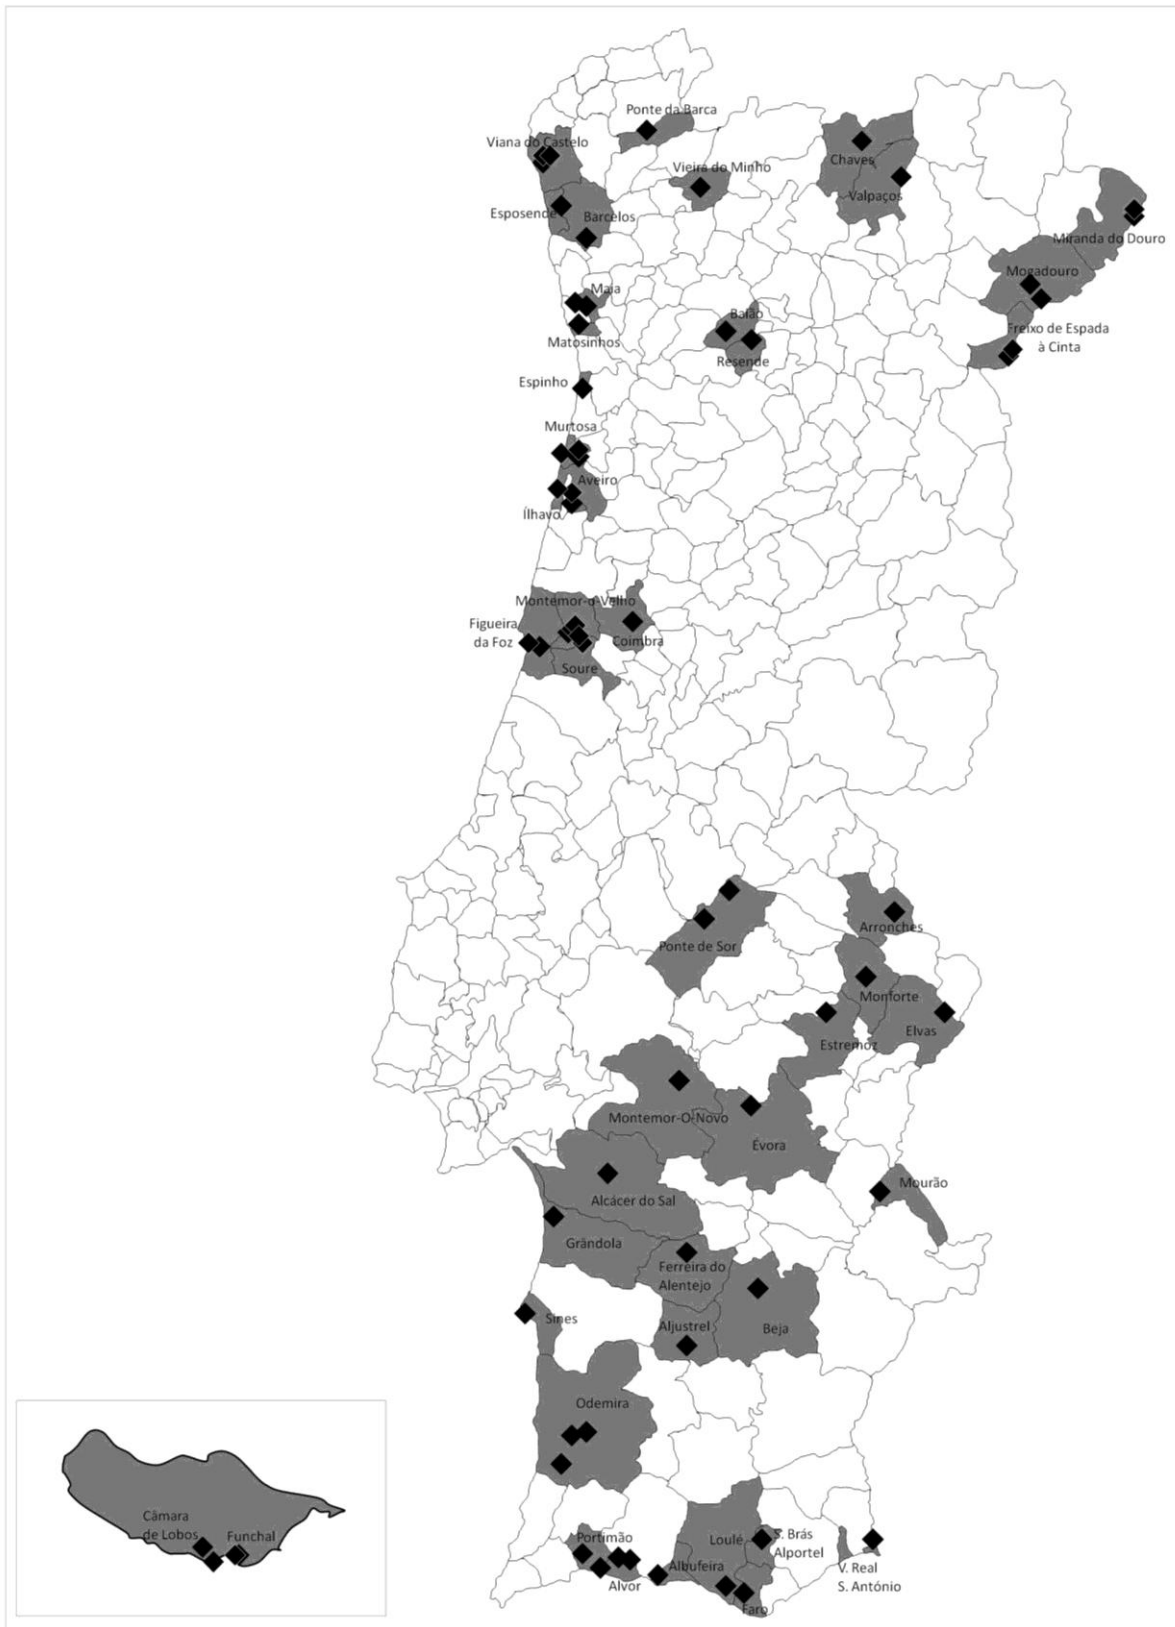 Ponte da Barca
Viana do Castelo
Chaves
Vieira do Minho
Valpaços
Esposende
Barcelos
Miranda do Douro
Mogadouro
Maia
Baião
Freixo de Espada
à Cinta
Matosinhos
Resende
Espinho
Murtosa
Aveiro
Ílhavo
Montemor-o-Velho
Figueira
da Foz
Coimbra
Soure
Arronches
Ponte de Sor
Monforte
Elvas
Estremoz
Montemor-O-Novo
Évora
Mourão
Alcácer do Sal
Grândola
Ferreira do
Alentejo
Sines
Aljustrel
Beja
Odemira
Câmara
de Lobos
Funchal
Portimão
Loulé
S. Brás
Alportel
Albufeira
Alvor
V. Real
S. António
Faro